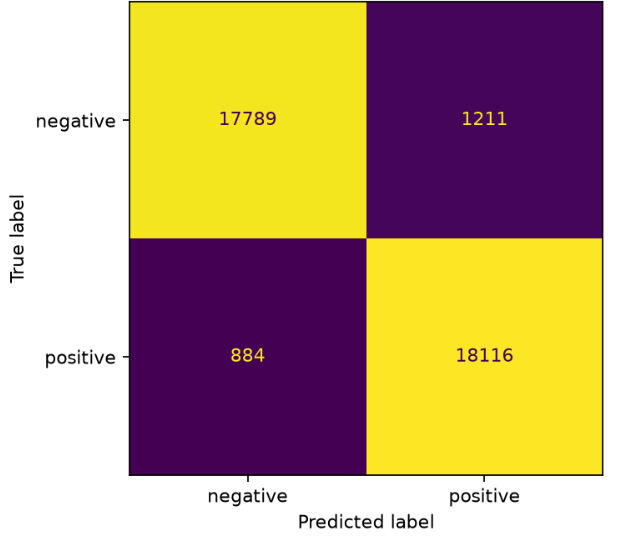 True label
negative
17789
1211
positive
884
18116
negative
positive
Predicted label